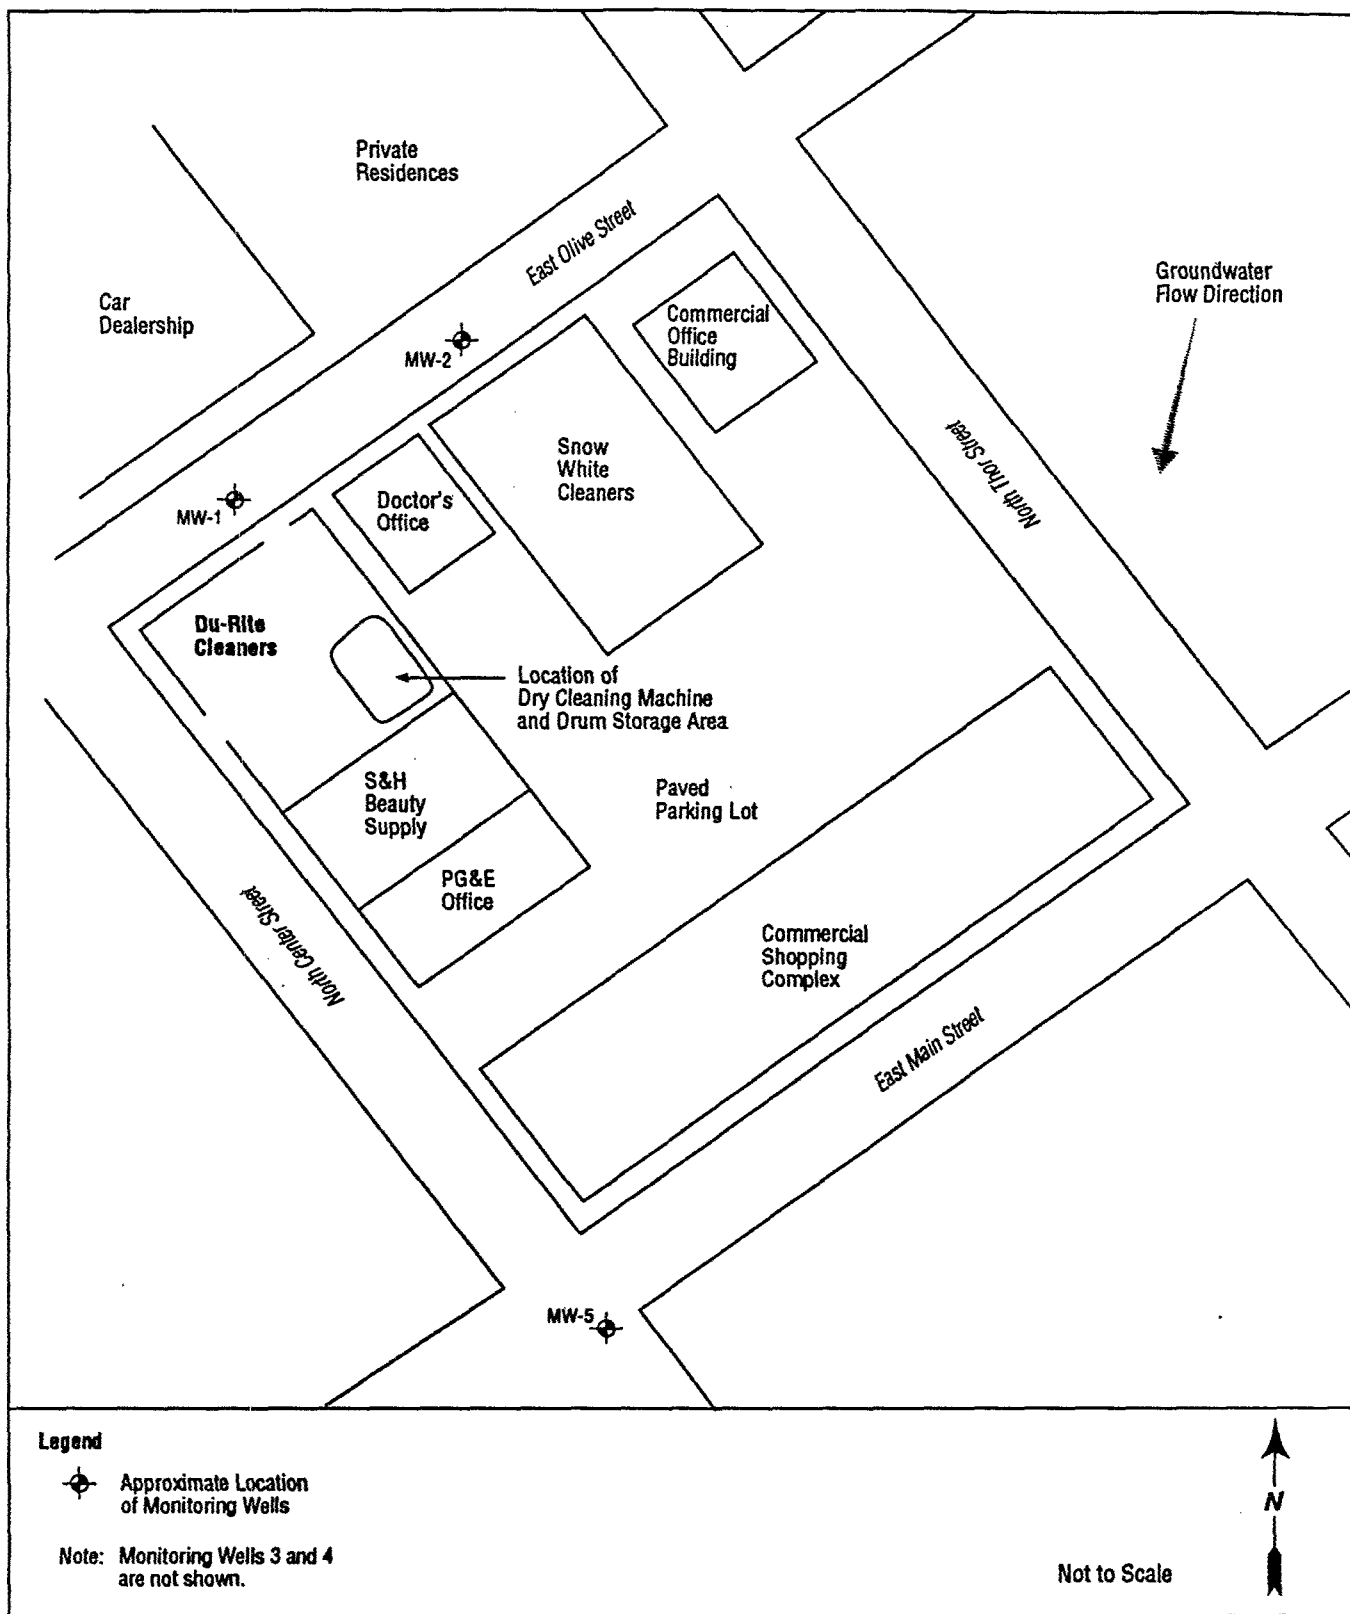 Private
Residences
East Olive Street
Car
Dealership
Groundwater
Flow Direction
MW-2
Commercial
Office
Building
North Thor Street
Snow
White
Cleaners
MW-1
Doctor's
Office
Du-Rite
Cleaners
Location of
Dry Cleaning Machine
and Drum Storage Area
S&H
Beauty
Supply
Paved
Parking Lot
PG&E
Office
North Center Street
Commercial
Shopping
Complex
East Main Street
MW-5
Legend
Approximate Location
of Monitoring Wells
N
Note: Monitoring Wells 3 and 4
are not shown.
Not to Scale